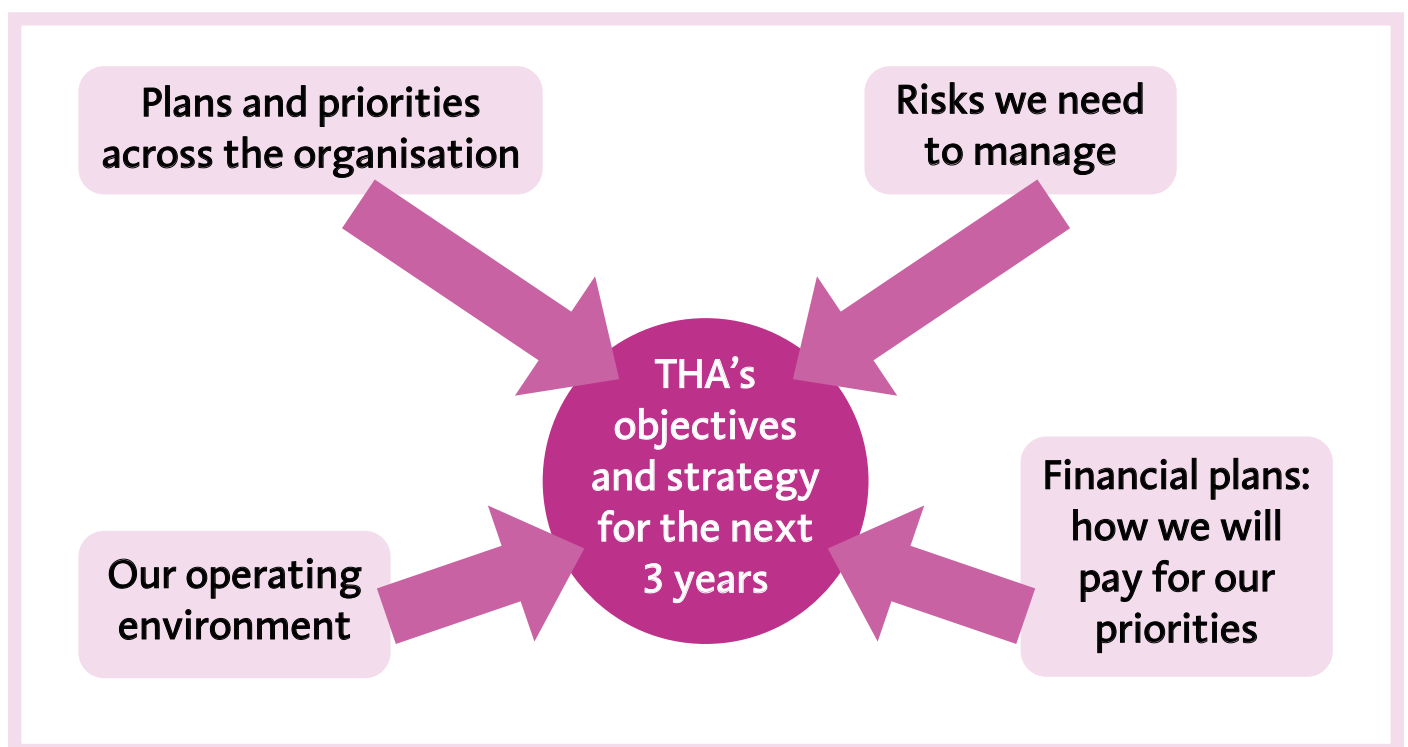 Plans and priorities
across the organisation
Risks we need
to manage
THA’s
objectives
and strategy
for the next
3 years
Our operating
environment
Financial plans:
how we will
pay for our
priorities